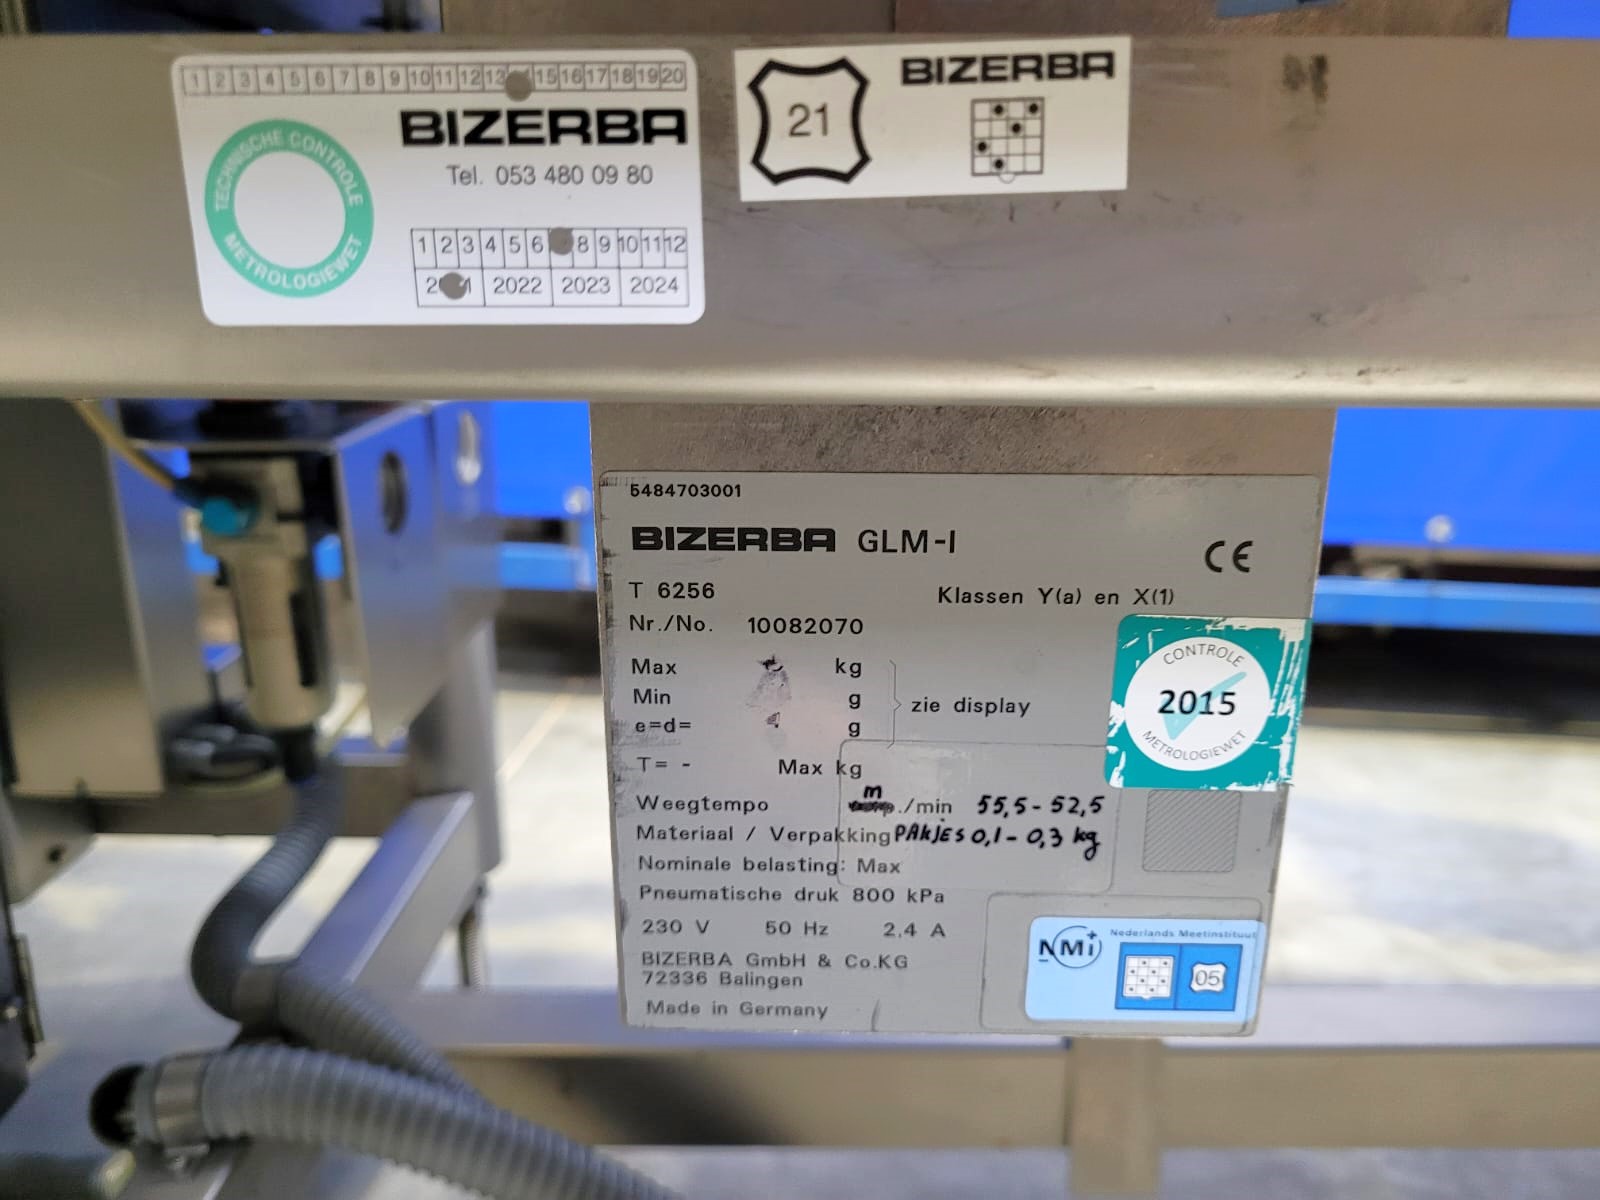 1 2 3 4 5 6 7 8 9 10 11 12 13 15 16 17 18 19 20
BIZERBA
Tel. 053 480 09 80
TECHNISCHE CONTROLE
METROLOGIEWET
1 2 3 4 5 6 8 9 10 11 12
2022 2023 2024
21
BIZERBA
5484703001
BIZERBA GLM-I
CE
T 6256
Klassen Y(a) en X(1)
Nr./No. 10082070
Max kg
Min g
e=d= g
zie display
T= - Max kg
CONTROLE
2015
METROLOGIEWET
Weegtempo m/min 55,5 - 52,5
Materiaal / Verpakking PAkJES 0,1 - 0,3 kg
Nominale belasting: Max
Pneumatische druk 800 kPa
230 V 50 Hz 2,4 A
BIZERBA GmbH & Co.KG
72336 Balingen
Made in Germany
NMi
Nederlands Meetinstituut
05